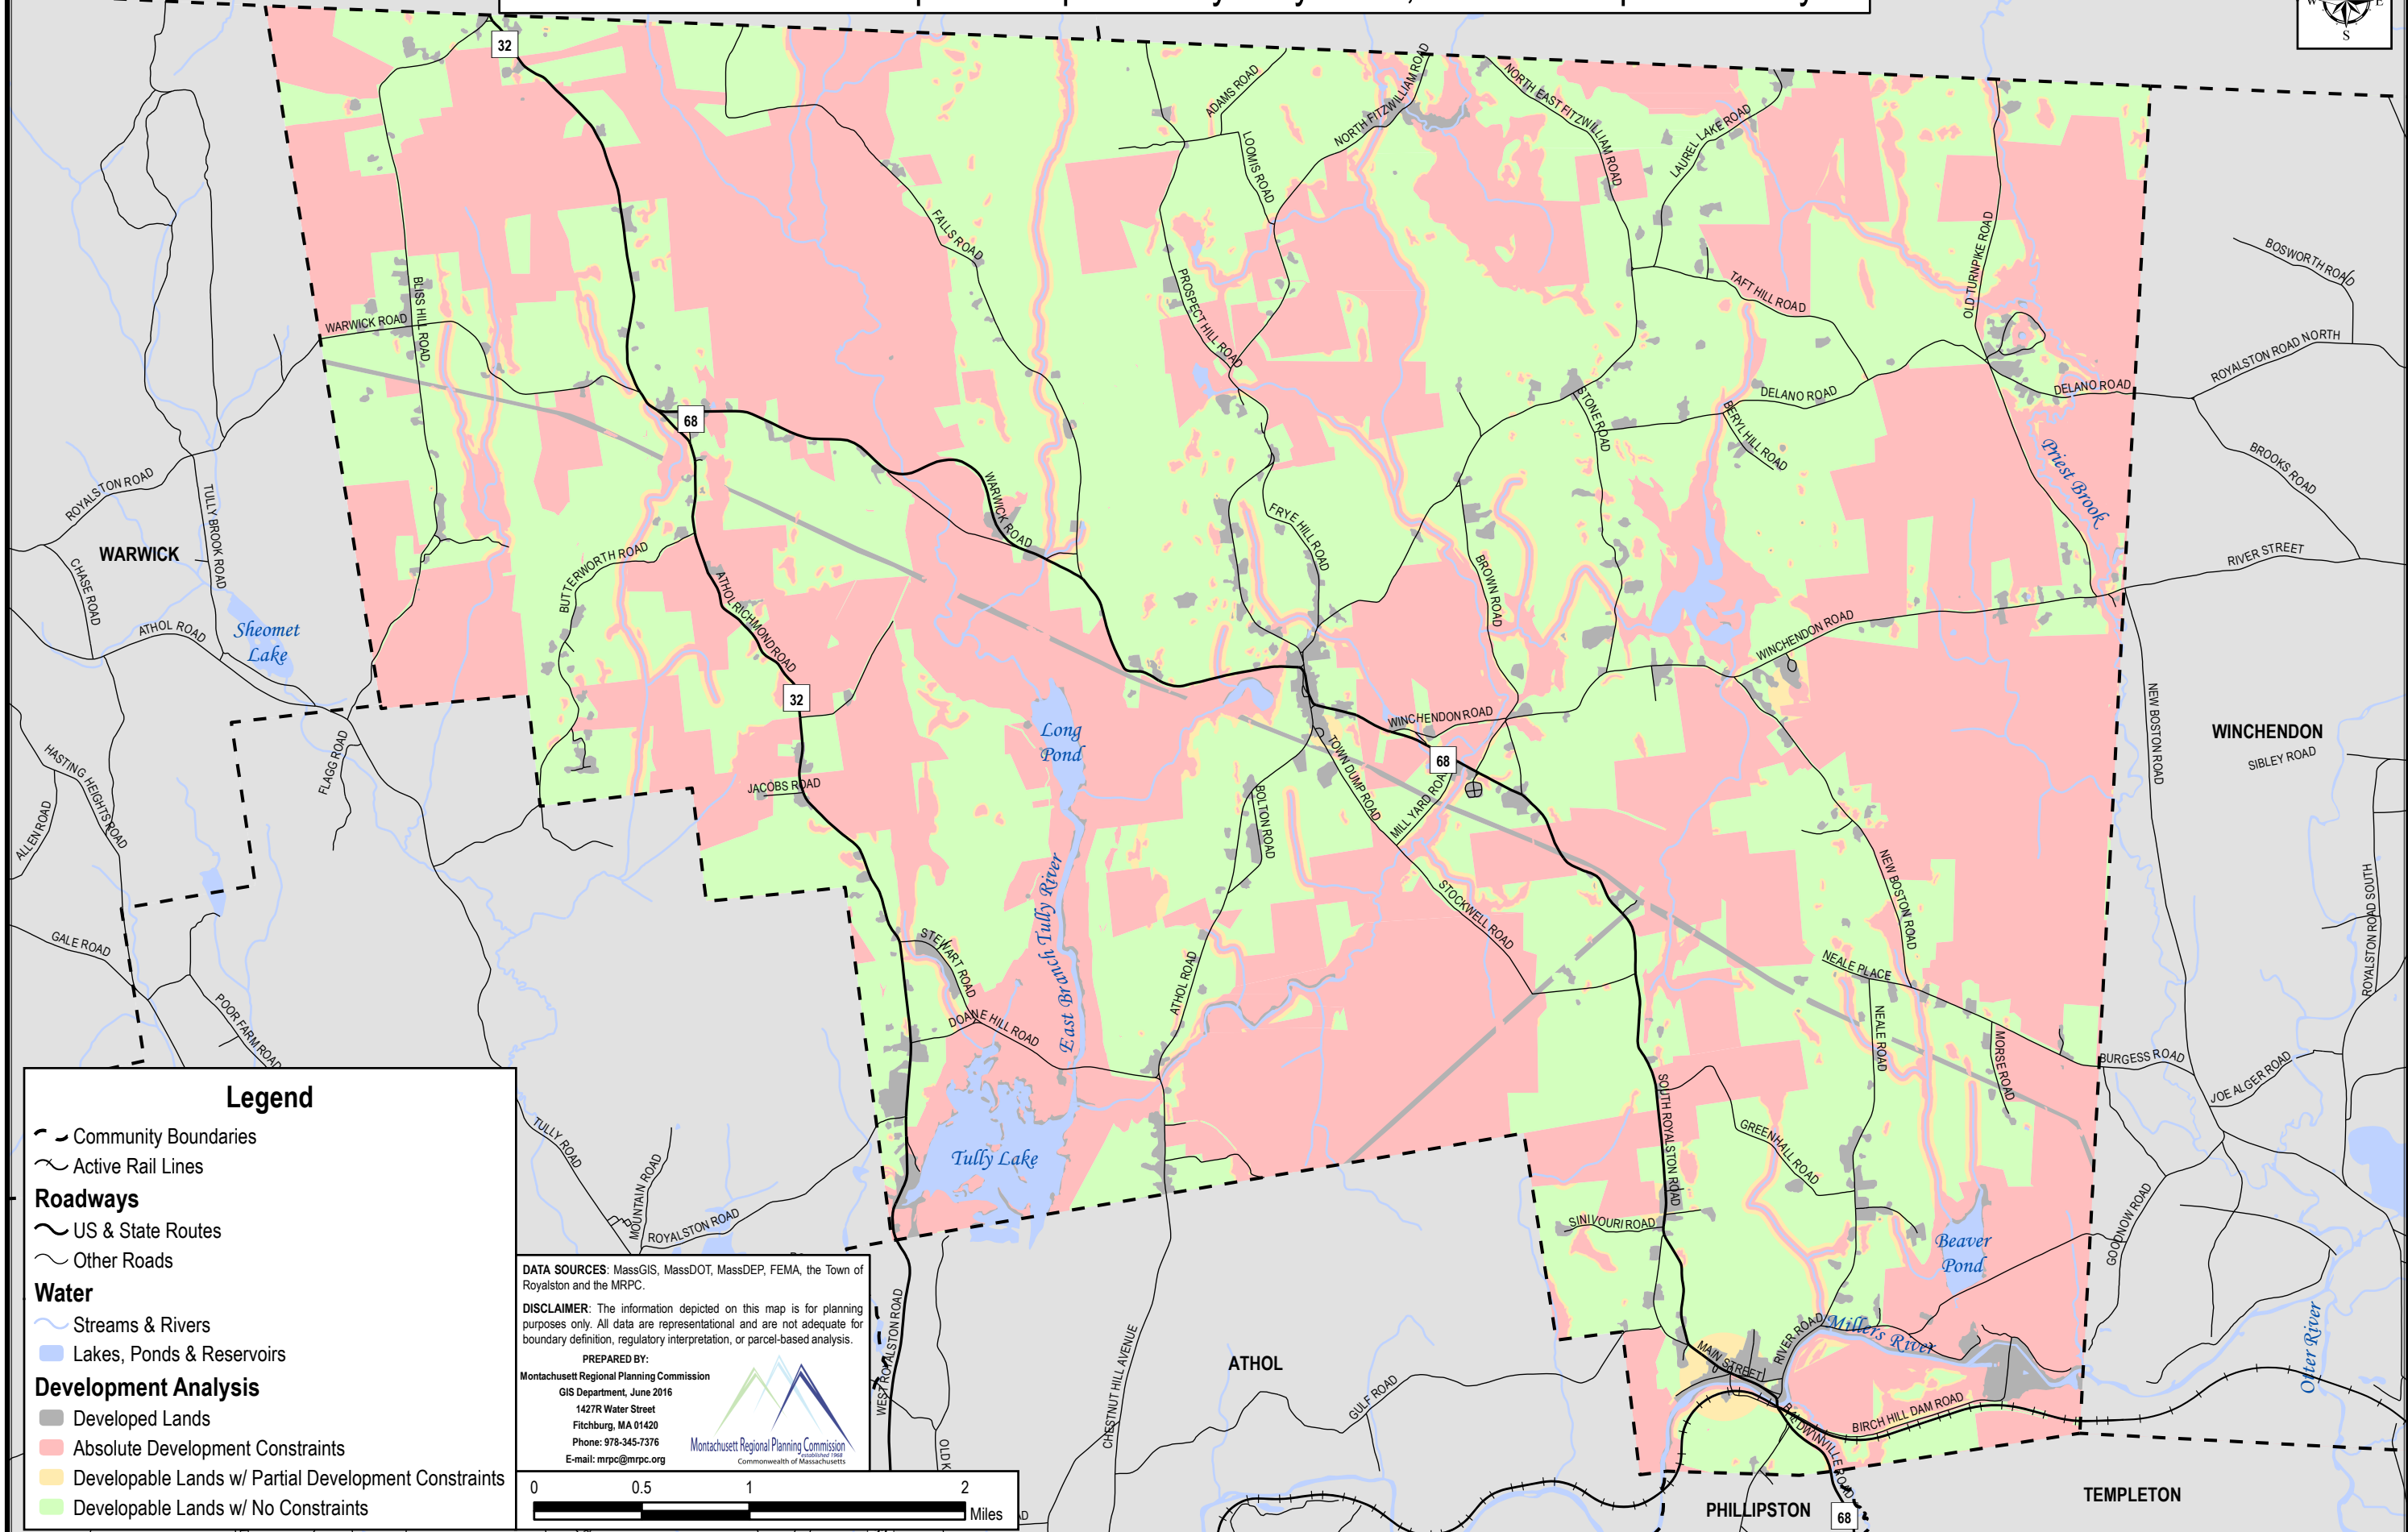 W E
S
32
ADAMS ROAD
NORTH FITZWILLIAM ROAD
NORTH EAST FITZWILLIAM ROAD
LAUREL LAKE ROAD
LOOMIS ROAD
FALLS ROAD
OLD TURNPIKE ROAD
BOSWORTH ROAD
BLISS HILL ROAD
PROSPECT HILL ROAD
TAFT HILL ROAD
WARWICK ROAD
ROYALSTON ROAD NORTH
68
STONE ROAD
DELANO ROAD
DELANO ROAD
BERYL HILL ROAD
Priest Brook
BROOKS ROAD
ROYALSTON ROAD
TULLY BROOK ROAD
WARWICK ROAD
FRYE HILL ROAD
WARWICK
BUTTERWORTH ROAD
RIVER STREET
CHASE ROAD
ATHOL RICHMOND ROAD
BROWN ROAD
ATHOL ROAD
Sheomet
Lake
WINCHENDON ROAD
32
NEW BOSTON ROAD
Long
Pond
WINCHENDON ROAD
WINCHENDON
SIBLEY ROAD
HASTING HEIGHTS ROAD
FLAGG ROAD
TOWN DUMP ROAD
68
JACOBS ROAD
MILL YARD ROAD
BOLTON ROAD
ALLEN ROAD
NEW BOSTON ROAD
STOCKWELL ROAD
ROYALSTON ROAD SOUTH
East Branch Tully River
GALE ROAD
STEWART ROAD
ATHOL ROAD
NEALE PLACE
POOR FARM ROAD
DOANE HILL ROAD
NEALE ROAD
MORSE ROAD
BURGESS ROAD
JOE ALGER ROAD
SOUTH ROYALSTON ROAD
GREENHALL ROAD
TULLY ROAD
MOUNTAIN ROAD
Tully Lake
ROYALSTON ROAD
SINIVOURI ROAD
GOODNOW ROAD
Beaver
Pond
Legend
Community Boundaries
Active Rail Lines
Roadways
US & State Routes
Other Roads
Water
Streams & Rivers
Lakes, Ponds & Reservoirs
Development Analysis
Developed Lands
Absolute Development Constraints
Developable Lands w/ Partial Development Constraints
Developable Lands w/ No Constraints
DATA SOURCES: MassGIS, MassDOT, MassDEP, FEMA, the Town of
Royalston and the MRPC.
DISCLAIMER: The information depicted on this map is for planning
purposes only. All data are representational and are not adequate for
boundary definition, regulatory interpretation, or parcel-based analysis.
PREPARED BY:
Montachusett Regional Planning Commission
GIS Department, June 2016
1427R Water Street
Fitchburg, MA 01420
Phone: 978-345-7376
E-mail: mrpc@mrpc.org
Montachusett Regional Planning Commission
established 1968
Commonwealth of Massachusetts
0 0.5 1 2
Miles
WEST ROYALSTON ROAD
OLD K
CHESTNUT HILL AVENUE
ATHOL
GULF ROAD
MAIN STREET
RIVER ROAD
Millers River
Otter River
BALDWINVILLE ROAD
BIRCH HILL DAM ROAD
PHILLIPSTON
68
TEMPLETON